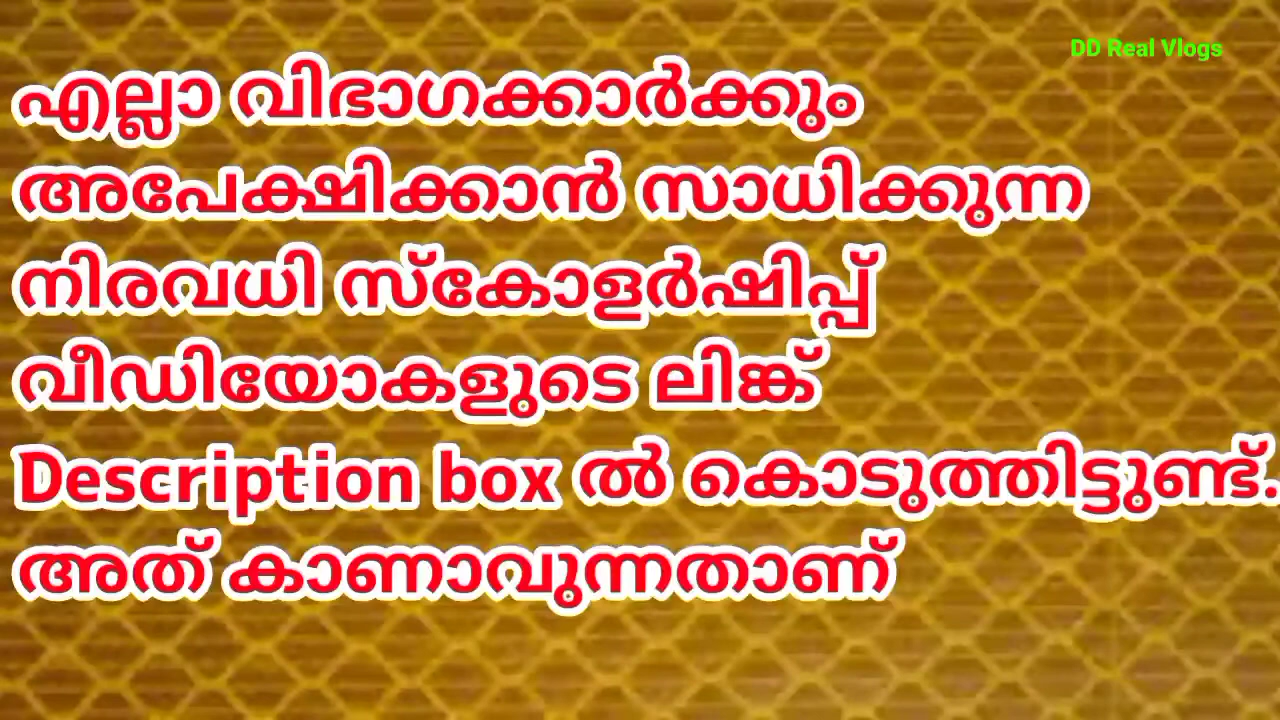 DD Real Vlogs
എല്ലാ വിഭാഗക്കാർക്കും
അപേക്ഷിക്കാൻ സാധിക്കുന്ന
നിരവധി സ്കോളർഷിപ്പ്
വീഡിയോകളുടെ ലിങ്ക്
Description box ൽ കൊടുത്തിട്ടുണ്ട്.
അത് കാണാവുന്നതാണ്